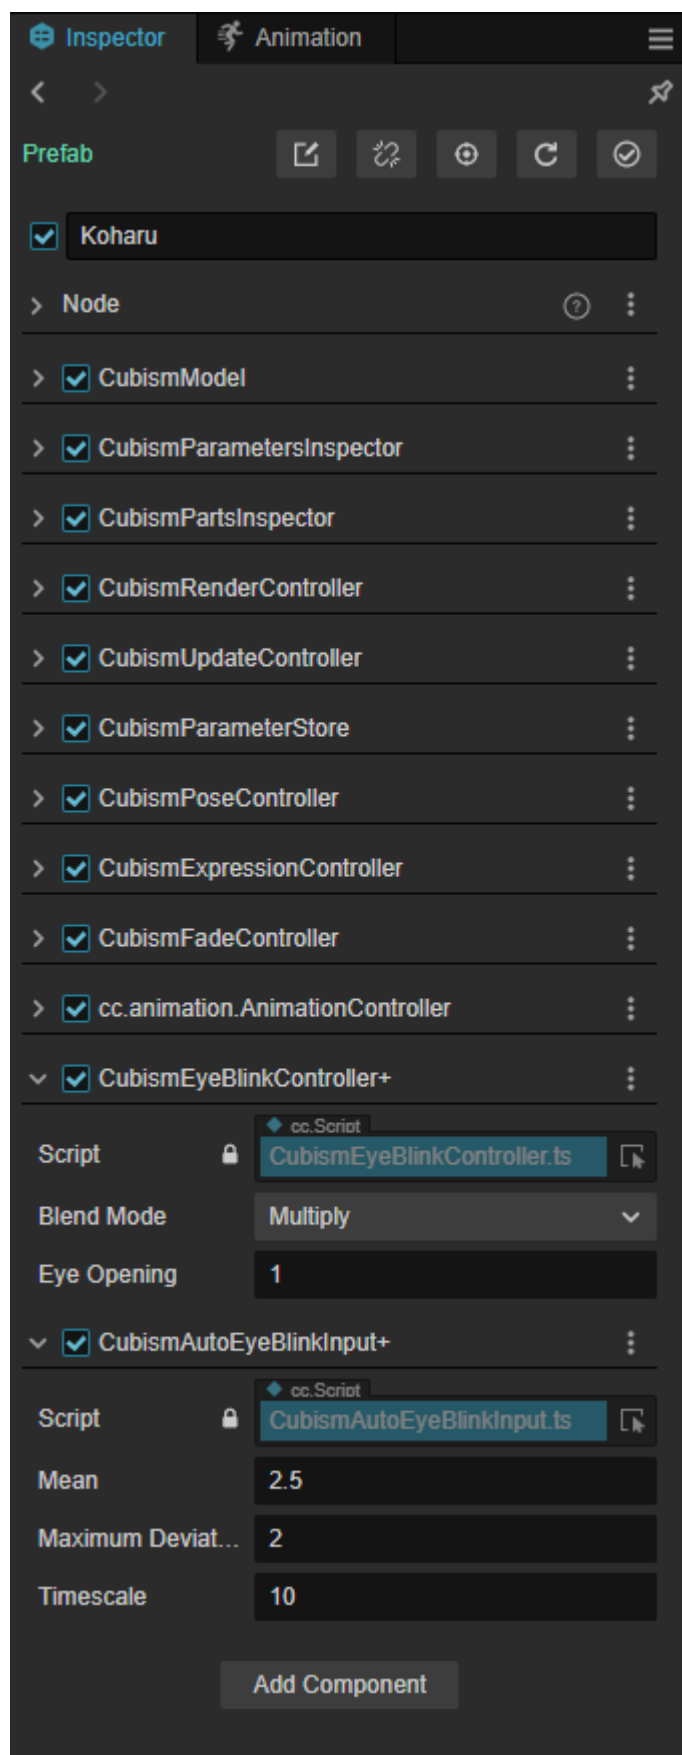 Inspector Animation
Prefab
Koharu
Node
CubismModel
CubismParametersInspector
CubismPartsInspector
CubismRenderController
CubismUpdateController
CubismParameterStore
CubismPoseController
CubismExpressionController
CubismFadeController
cc.animation.AnimationController
CubismEyeBlinkController+
cc.Script
Script CubismEyeBlinkController.ts
Blend Mode Multiply
Eye Opening 1
CubismAutoEyeBlinkInput+
cc.Script
Script CubismAutoEyeBlinkInput.ts
Mean 2.5
Maximum Deviat... 2
Timescale 10
Add Component